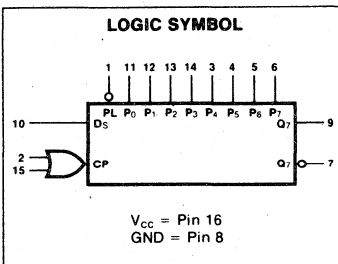 LOGIC SYMBOL
1 11 12 13 14 3 4 5 6
PL P₀ P₁ P₂ P₃ P₄ P₅ P₆ P₇
10 Dₛ Q₇ 9
2 CP Q₇ 7
15
V_CC = Pin 16
GND = Pin 8